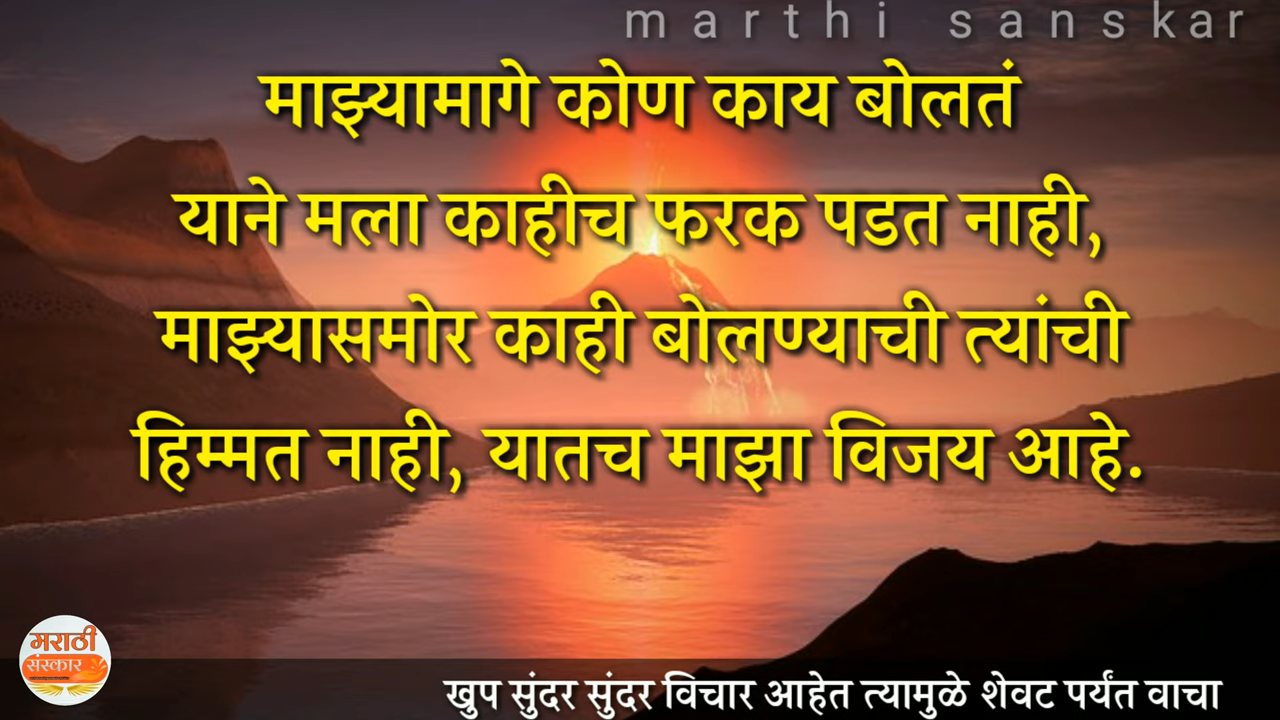 marthi sanskar
माझ्यामागे कोण काय बोलतं
याने मला काहीच फरक पडत नाही,
माझ्यासमोर काही बोलण्याची त्यांची
हिम्मत नाही, यातच माझा विजय आहे.
मराठी
संस्कार
खुप सुंदर सुंदर विचार आहेत त्यामुळे शेवट पर्यंत वाचा